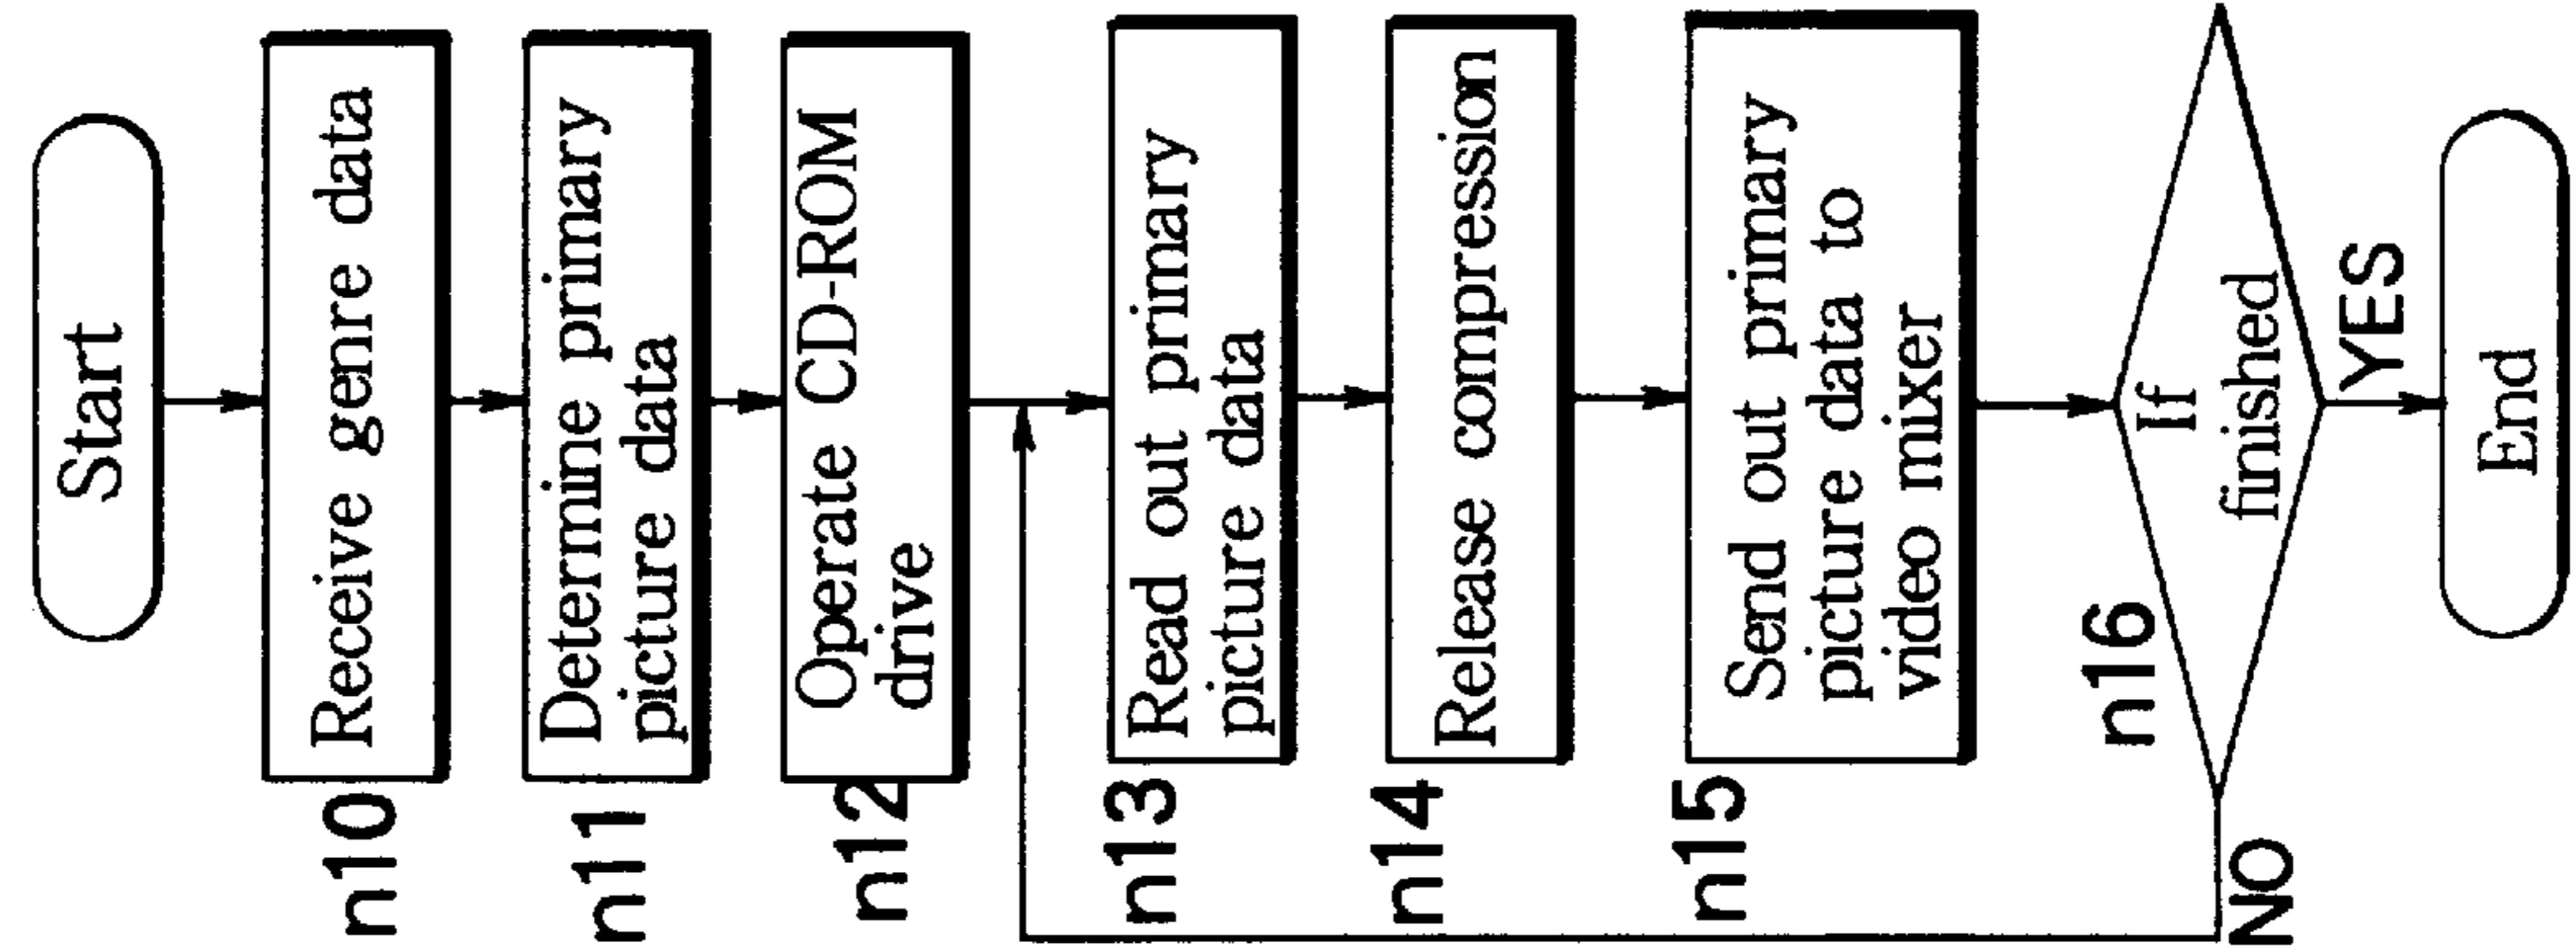 Start
n10
Receive genre data
n11
Determine primary
picture data
n12
Operate CD-ROM
drive
n13
Read out primary
picture data
n14
Release compression
n15
Send out primary
picture data to
video mixer
n16
If
finished
NO
YES
End